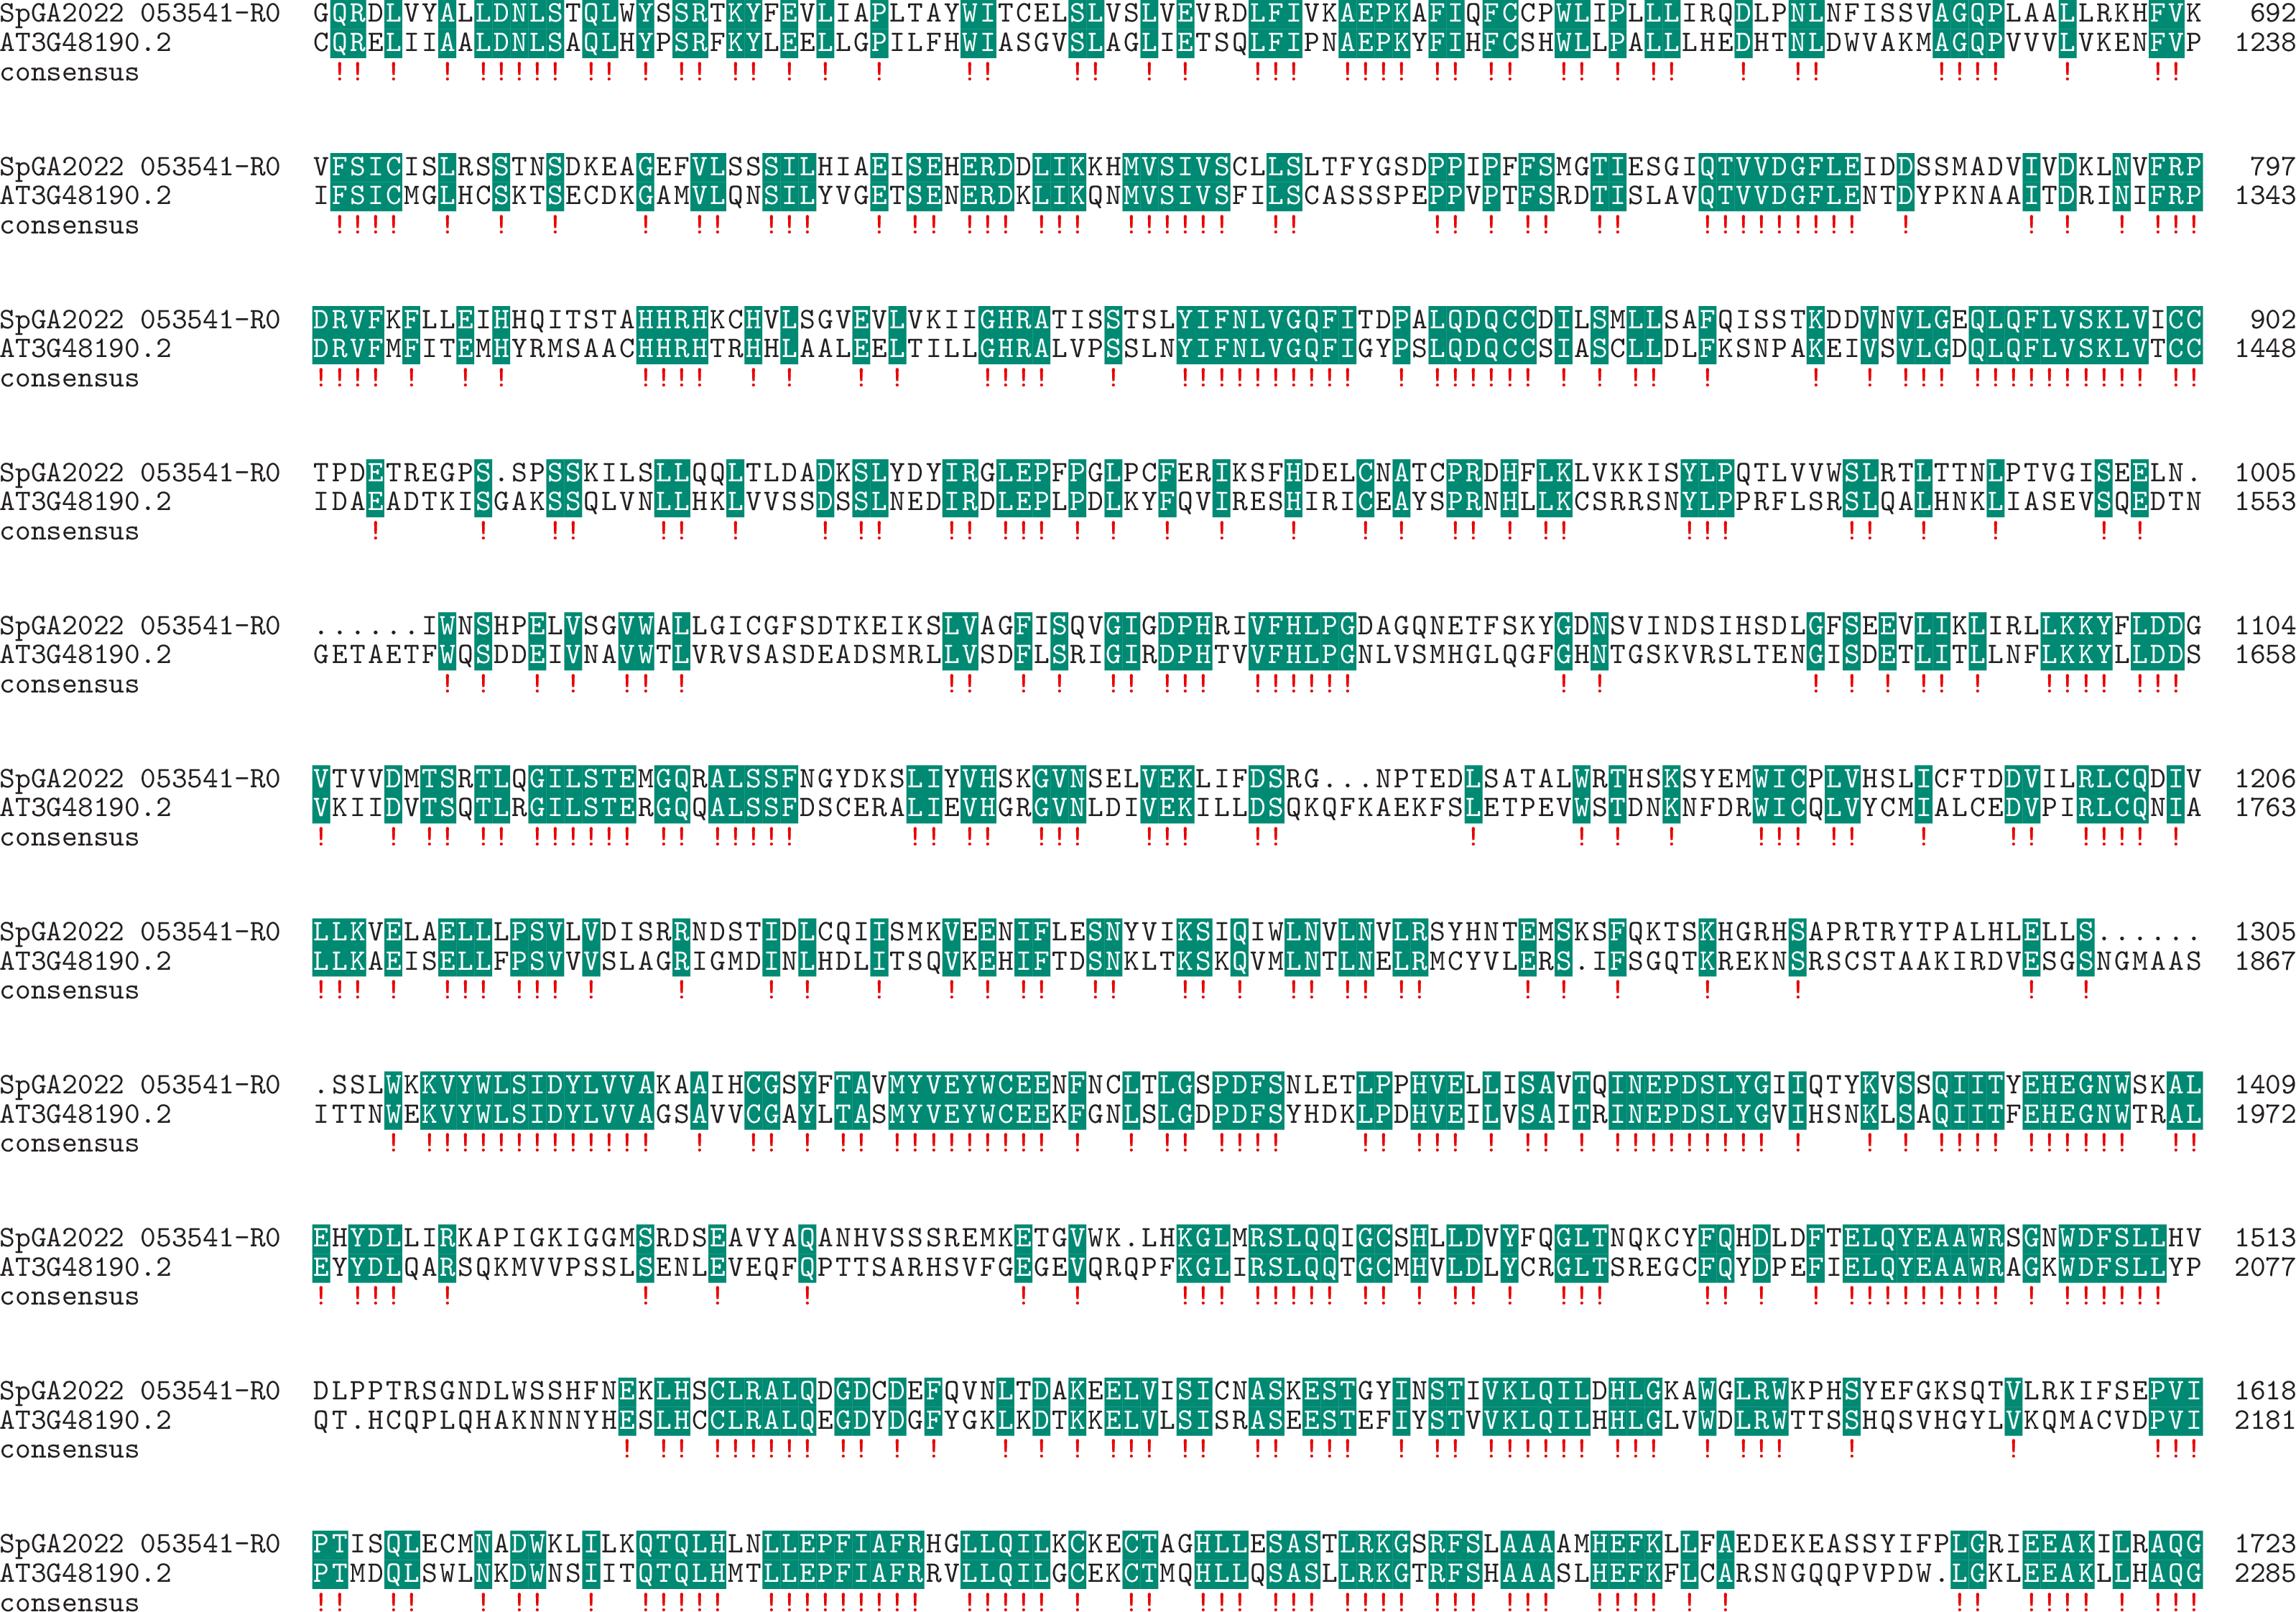 SpGA2022 053541-R0 GQRDLVYALLDNLSTQLWYSSRTKYFEVLIAPLTAYWITCELSLVSLVEVRDLFIVKAEPKAFIQFCCPWLIPLLLIRQDLPNLNFISSVAGQPLAALLRKHFVK 692
AT3G48190.2 CQRELIIAALDNLSAQLHYPSRFKYLEELLGPILFHWIASGVSLAGLIETSQLFIPNAEPKYFIHFCSHWLLPALLLHEDHTNLDWVAKMAGQPVVVLVKENFVP 1238
consensus !! ! ! !!!!! !! ! !! !! ! ! ! !! !! ! ! !!! !!!! !! !! !! ! !! ! !! !!!! ! !!
SpGA2022 053541-R0 VFSICISLRSSTNSDKEAGEFVLSSSILHIAEISEHERDDLIKKHMVSIVSCLLSLTFYGSDPPIPFFSMGTIESGIQTVVDGFLEIDDSSMADVIVDKLNVFRP 797
AT3G48190.2 IFSICMGLHCSKTSECDKGAMVLQNSILYVGETSENERDKLIKQNMVSIVSFILSCASSSPEPPVPTFSRDTISLAVQTVVDGFLENTDYPKNAAITDRINIFRP 1343
consensus !!!! ! ! ! ! !! !!! ! !! !!! !!! !!!!!! !! !! ! !! !! !!!!!!!!! ! ! ! ! !!!
SpGA2022 053541-R0 DRVFKFLLEIHHQITSTAHHRHKCHVLSGVEVLVKIIGHRATISSTSLYIFNLVGQFITDPALQDQCCDILSMLLSAFQISSTKDDVNVLGEQLQFLVSKLVICC 902
AT3G48190.2 DRVFMFITEMHYRMSAACHHRHTRHHLAALEELTILLGHRALVPSSLNYIFNLVGQFIGYPSLQDQCCSIASCLLDLFKSNPAKEIVSVLGDQLQFLVSKLVTCC 1448
consensus !!!! ! ! ! !!!! ! ! ! ! !!!! ! !!!!!!!!!! ! !!!!!! ! ! !! ! ! ! !!! !!!!!!!!!! !!
SpGA2022 053541-R0 TPDETREGPS.SPSSKILSLLQQLTLDADKSLYDYIRGLEPFPGLPCFERIKSFHDELCNATCPRDHFLKLVKKISYLPQTLVVWSLRTLTTNLPTVGISEELN. 1005
AT3G48190.2 IDAEADTKISGAKSSQLVNLLHKLVVSSDSSLNEDIRDLEPLPDLKYFQVIRESHIRICEAYSPRNHLLKCSRRSNYLPPRFLSRSLQALHNKLIASEVSQEDTN 1553
consensus ! ! !! !! ! ! !! !! !!! ! ! ! ! ! ! ! !! ! !! !!! !! ! ! ! !
SpGA2022 053541-R0 ......IWNSHPELVSGVWALLGICGFSDTKEIKSLVAGFISQVGIGDPHRIVFHLPGDAGQNETFSKYGDNSVINDSIHSDLGFSEEVLIKLIRLLKKYFLDDG 1104
AT3G48190.2 GETAETFWQSDDEIVNAVWTLVRVSASDEADSMRLLVSDFLSRIGIRDPHTVVFHLPGNLVSMHGLQGFGHNTGSKVRSLTENGISDETLITLLNFLKKYLLDDS 1658
consensus ! ! ! ! !! ! !! ! ! !! !!! !!!!!! ! ! ! ! ! !! ! !!!! !!!
SpGA2022 053541-R0 VTVVDMTSRTLQGILSTEMGQRALSSFNGYDKSLIYVHSKGVNSELVEKLIFDSRG...NPTEDLSATALWRTHSKSYEMWICPLVHSLICFTDDVILRLCQDIV 1206
AT3G48190.2 VKIIDVTSQTLRGILSTERGQQALSSFDSCERALIEVHGRGVNLDIVEKILLDSQKQFKAEKFSLETPEVWSTDNKNFDRWICQLVYCMIALCEDVPIRLCQNIA 1763
consensus ! ! !! !! !!!!!! !! !!!!! !! !! !!! !!! !! ! ! ! ! !!! !! ! !! !!!! !
SpGA2022 053541-R0 LLKVELAELLLPSVLVDISRRNDSTIDLCQIISMKVEENIFLESNYVIKSIQIWLNVLNVLRSYHNTEMSKSFQKTSKHGRHSAPRTRYTPALHLELLS...... 1305
AT3G48190.2 LLKAEISELLFPSVVVSLAGRIGMDINLHDLITSQVKEHIFTDSNKLTKSKQVMLNTLNELRMCYVLERS.IFSGQTKREKNSRSCSTAAKIRDVESGSNGMAAS 1867
consensus !!! ! !!! !!! ! ! ! ! ! ! ! !! !! !! ! !! !! !! ! ! ! ! ! ! !
SpGA2022 053541-R0 .SSLWKKVYWLSIDYLVVAKAAIHCGSYFTAVMYVEYWCEENFNCLTLGSPDFSNLETLPPHVELLISAVTQINEPDSLYGIIQTYKVSSQIITYEHEGNWSKAL 1409
AT3G48190.2 ITTNWEKVYWLSIDYLVVAGSAVVCGAYLTASMYVEYWCEEKFGNLSLGDPDFSYHDKLPDHVEILVSAITRINEPDSLYGVIHSNKLSAQIITFEHEGNWTRAL 1972
consensus ! !!!!!!!!!!!!! ! !! ! !! !!!!!!!!! ! ! !! !!!! !! !!! ! !! ! !!!!!!!!! ! ! ! !!!! !!!!!! !!
SpGA2022 053541-R0 EHYDLLIRKAPIGKIGGMSRDSEAVYAQANHVSSSREMKETGVWK.LHKGLMRSLQQIGCSHLLDVYFQGLTNQKCYFQHDLDFTELQYEAAWRSGNWDFSLLHV 1513
AT3G48190.2 EYYDLQARSQKMVVPSSLSENLEVEQFQPTTSARHSVFGEGEVQRQPFKGLIRSLQQTGCMHVLDLYCRGLTSREGCFQYDPEFIELQYEAAWRAGKWDFSLLYP 2077
consensus ! !!! ! ! ! ! ! ! !!! !!!!! !! ! !! ! !!! !! ! ! !!!!!!!!! ! !!!!!!
SpGA2022 053541-R0 DLPPTRSGNDLWSSHFNEKLHSCLRALQDGDCDEFQVNLTDAKEELVISICNASKESTGYINSTIVKLQILDHLGKAWGLRWKPHSYEFGKSQTVLRKIFSEPVI 1618
AT3G48190.2 QT.HCQPLQHAKNNNYHESLHCCLRALQEGDYDGFYGKLKDTKKELVLSISRASEESTEFIYSTVVKLQILHHLGLVWDLRWTTSSHQSVHGYLVKQMACVDPVI 2181
consensus ! !! !!!!!! !! ! ! ! ! ! !!! !! !! !!! ! !! !!!!!! !!! ! !!! ! ! !!!
SpGA2022 053541-R0 PTISQLECMNADWKLILKQTQLHLNLLEPFIAFRHGLLQILKCKECTAGHLLESASTLRKGSRFSLAAAAMHEFKLLFAEDEKEASSYIFPLGRIEEAKILRAQG 1723
AT3G48190.2 PTMDQLSWLNKDWNSIITQTQLHMTLLEPFIAFRRVLLQILGCEKCTMQHLLQSASLLRKGTRFSHAAASLHEFKFLCARSNGQQPVPDW.LGKLEEAKLLHAQG 2285
consensus !! !! ! !! ! !!!!! !!!!!!!!! !!!!! ! !! !!! !!! !!!! !!! !!! !!!! ! ! !! !!!! ! !!!